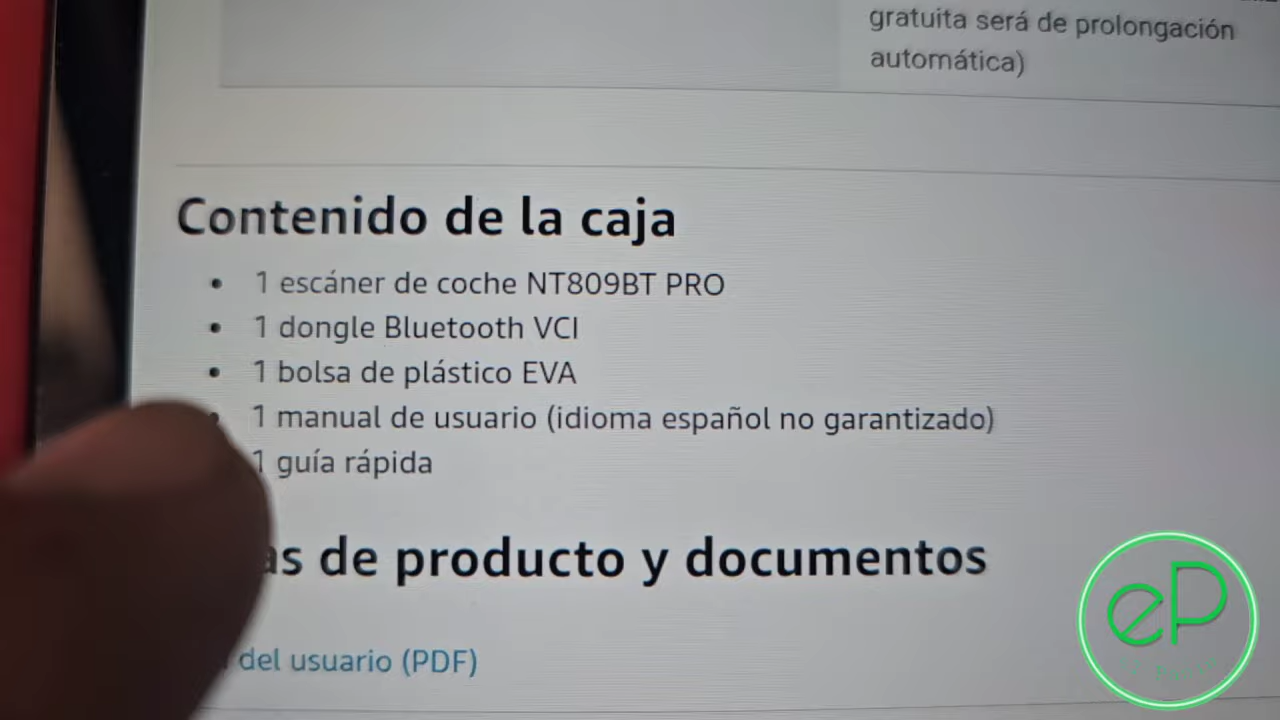 gratuita será de prolongación
automática)
Contenido de la caja
• 1 escáner de coche NT809BT PRO
• 1 dongle Bluetooth VCI
• 1 bolsa de plástico EVA
• 1 manual de usuario (idioma español no garantizado)
1 guía rápida
as de producto y documentos
del usuario (PDF)
eP